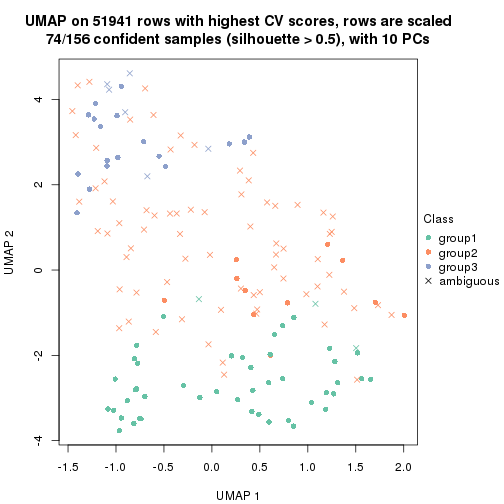 UMAP on 51941 rows with highest CV scores, rows are scaled
74/156 confident samples (silhouette > 0.5), with 10 PCs
4
2
0
-2
-4
UMAP 2
-1.5 -1.0 -0.5 0.0 0.5 1.0 1.5 2.0
UMAP 1
Class
group1
group2
group3
ambiguous